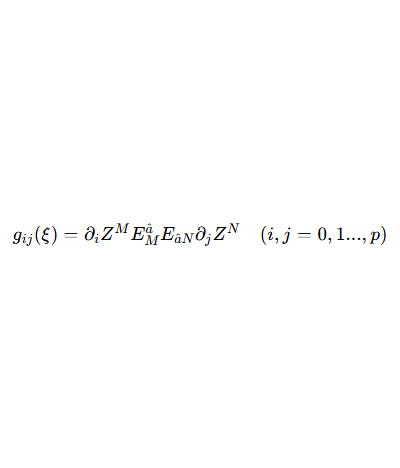 $g_{ij}(\xi) = \partial_i Z^M E_M^{\hat{a}} E_{\hat{a}N} \partial_j Z^N \quad (i, j = 0, 1 ..., p)$